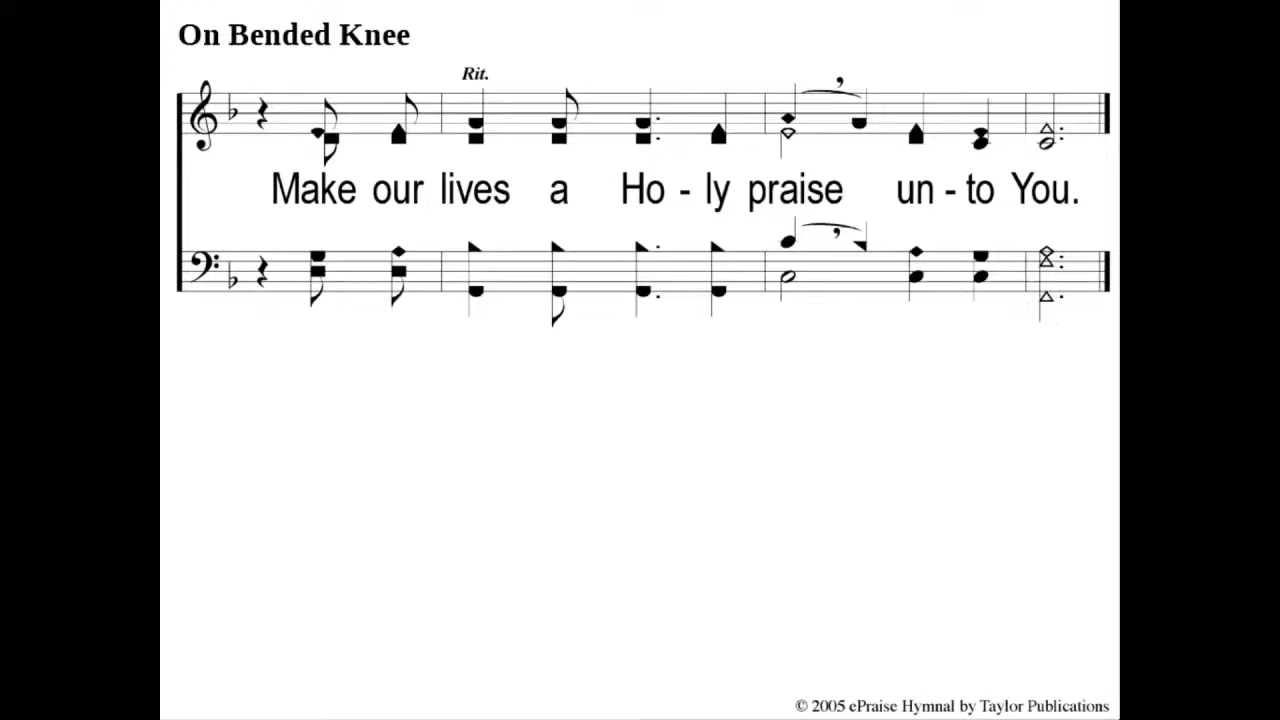 On Bended Knee
Rit.
Make our lives a Ho - ly praise un - to You.
© 2005 ePraise Hymnal by Taylor Publications